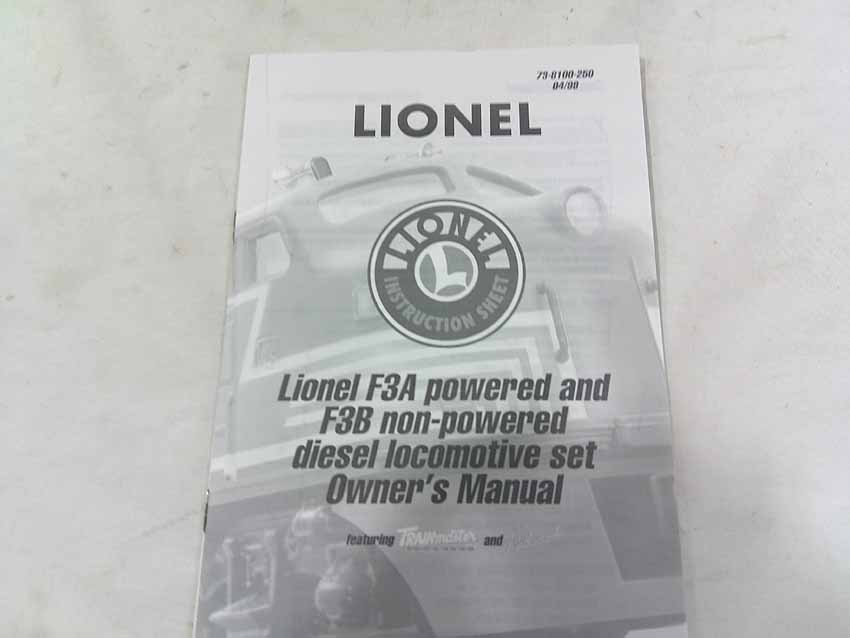 73-8100-250
04/99
LIONEL
LIONEL
L
INSTRUCTION SHEET
Lionel F3A powered and
F3B non-powered
diesel locomotive set
Owner's Manual
featuring TRAINmaster and